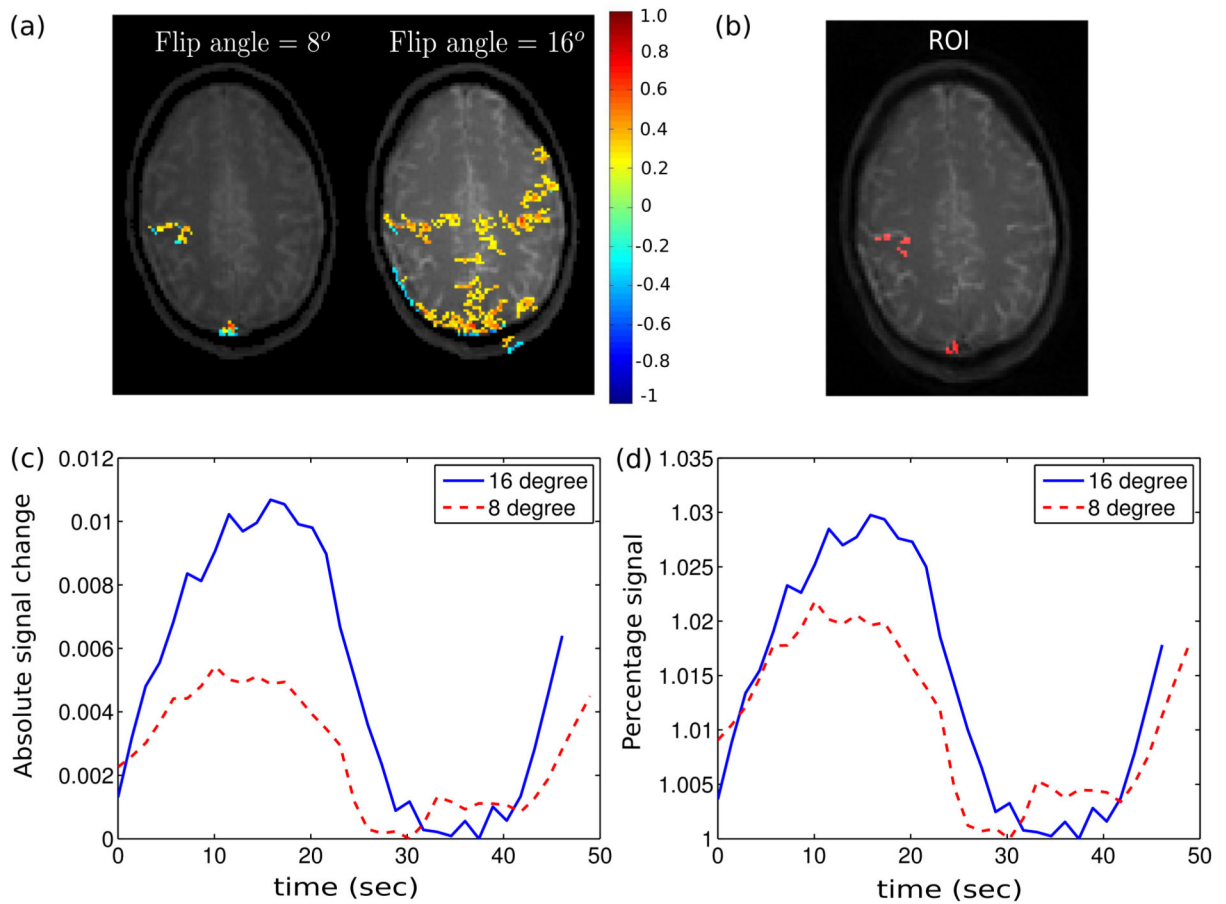 (a)
Flip angle = 8°
Flip angle = 16°
1.0
0.8
0.6
0.4
0.2
0
-0.2
-0.4
-0.6
-0.8
-1
(b)
ROI
(c)
0.012
0.01
0.008
0.006
0.004
0.002
0
Absolute signal change
16 degree
8 degree
0
10
20
30
40
50
time (sec)
(d)
1.035
1.03
1.025
1.02
1.015
1.01
1.005
1
Percentage signal
16 degree
8 degree
0
10
20
30
40
50
time (sec)